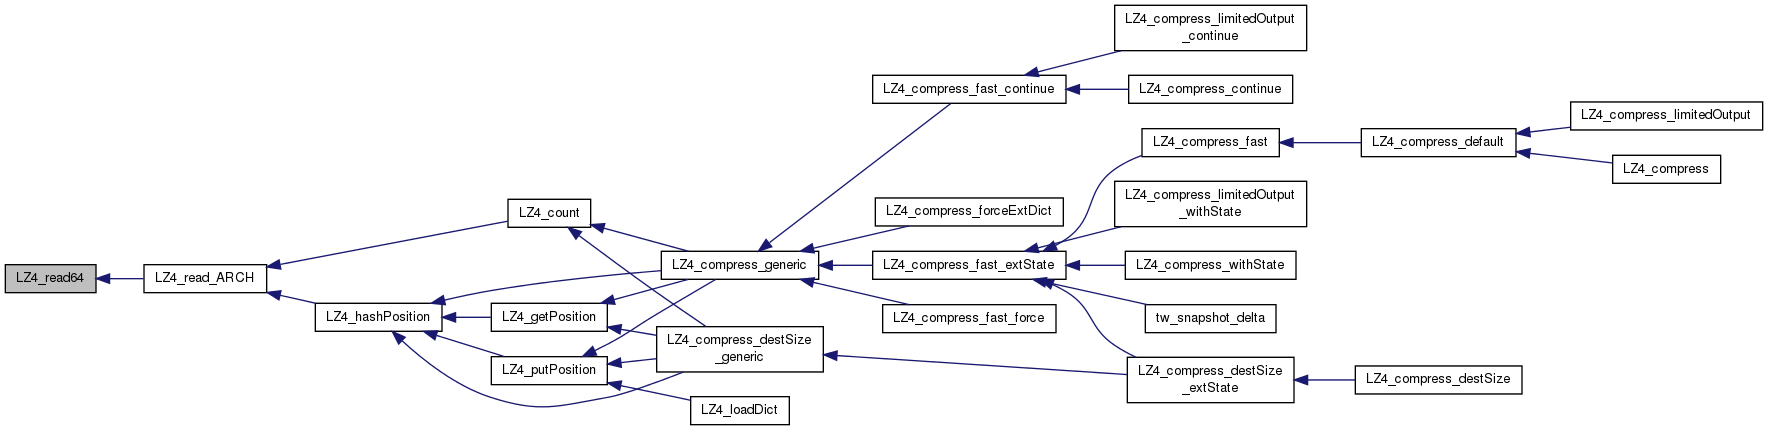 LZ4_compress_limitedOutput
_continue
LZ4_compress_fast_continue
LZ4_compress_continue
LZ4_compress_limitedOutput
LZ4_compress_fast
LZ4_compress_default
LZ4_compress
LZ4_compress_limitedOutput
_withState
LZ4_count
LZ4_compress_forceExtDict
LZ4_read64
LZ4_read_ARCH
LZ4_compress_generic
LZ4_compress_fast_extState
LZ4_compress_withState
LZ4_hashPosition
LZ4_getPosition
LZ4_compress_fast_force
tw_snapshot_delta
LZ4_compress_destSize
_generic
LZ4_putPosition
LZ4_compress_destSize
_extState
LZ4_compress_destSize
LZ4_loadDict